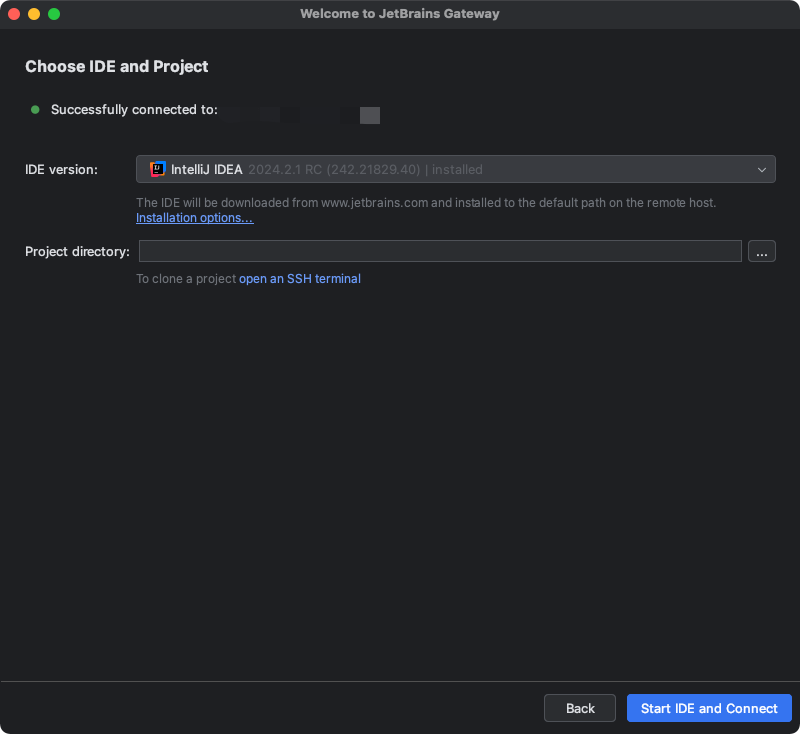 Welcome to JetBrains Gateway
Choose IDE and Project
Successfully connected to:
IDE version:
IntelliJ IDEA 2024.2.1 RC (242.21829.40) | installed
The IDE will be downloaded from www.jetbrains.com and installed to the default path on the remote host.
Installation options...
Project directory:
...
To clone a project open an SSH terminal
Back
Start IDE and Connect